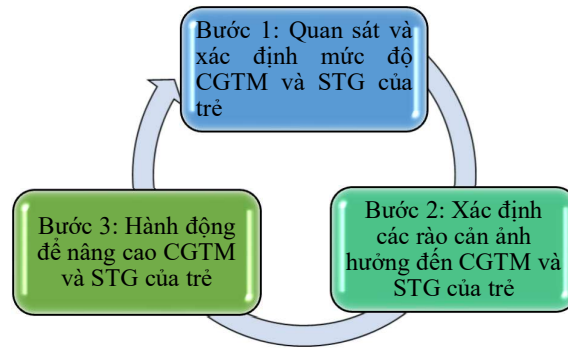 Bước 1: Quan sát và
xác định mức độ
CGTM và STG của
trẻ
Bước 2: Xác định
các rào cản ảnh
hưởng đến CGTM và
STG của trẻ
Bước 3: Hành động
để nâng cao CGTM
và STG của trẻ